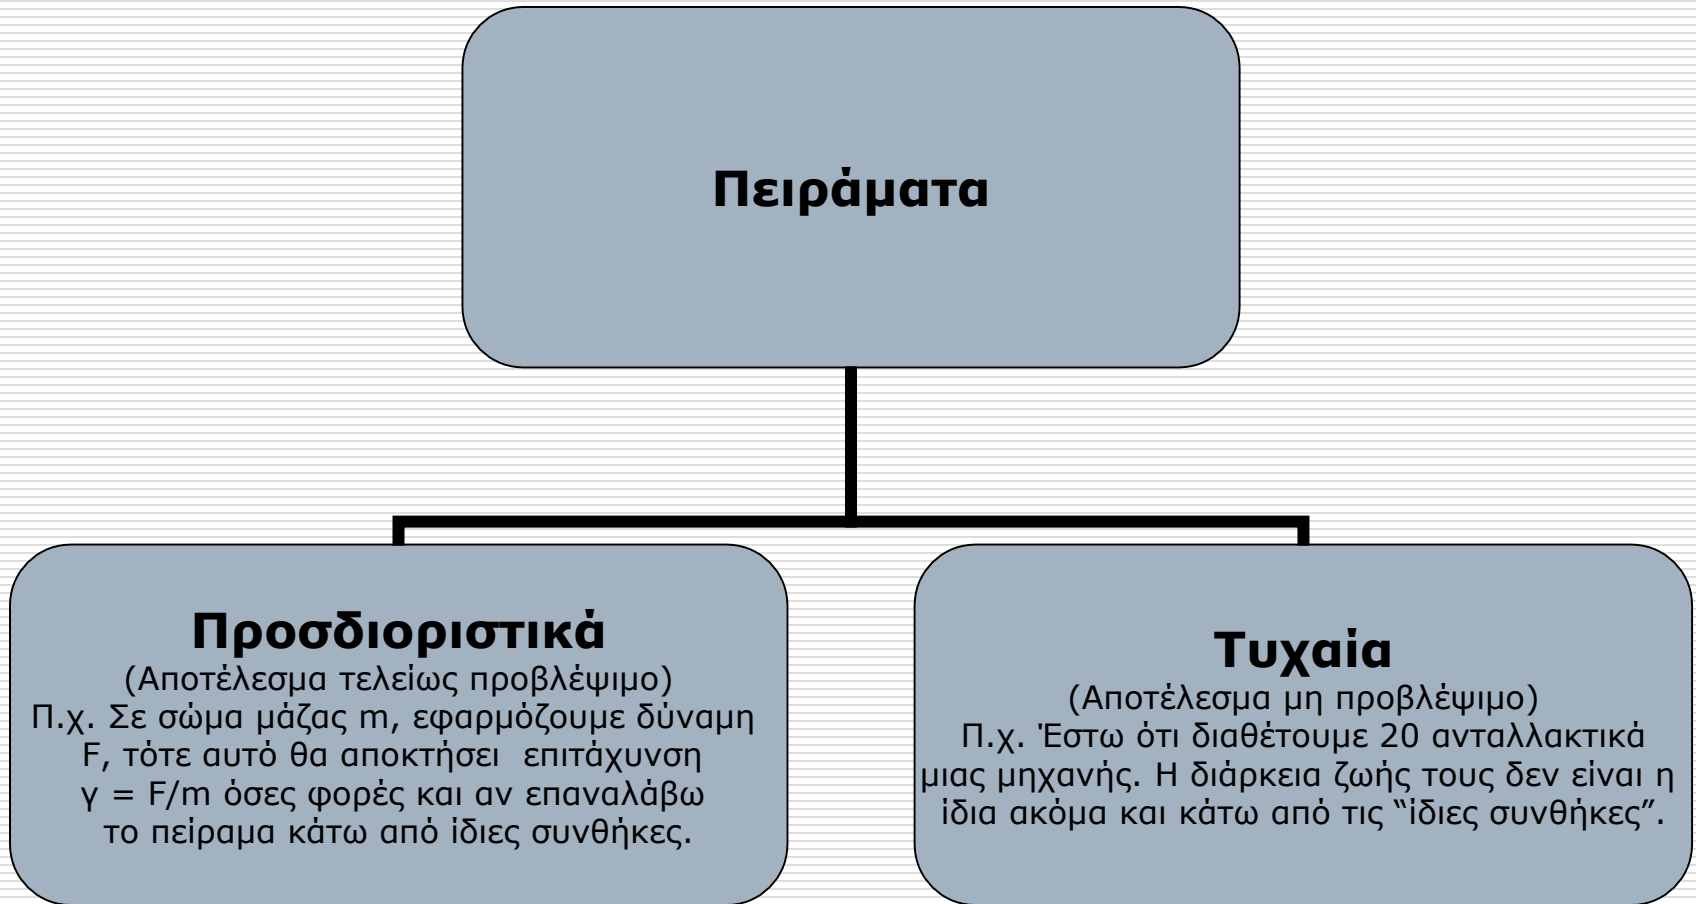 Πειράματα
Προσδιοριστικά
(Αποτέλεσμα τελείως προβλέψιμο)
Π.χ. Σε σώμα μάζας m, εφαρμόζουμε δύναμη
F, τότε αυτό θα αποκτήσει επιτάχυνση
γ = F/m όσες φορές και αν επαναλάβω
το πείραμα κάτω από ίδιες συνθήκες.
Τυχαία
(Αποτέλεσμα μη προβλέψιμο)
Π.χ. Έστω ότι διαθέτουμε 20 ανταλλακτικά
μιας μηχανής. Η διάρκεια ζωής τους δεν είναι η
ίδια ακόμα και κάτω από τις “ίδιες συνθήκες”.